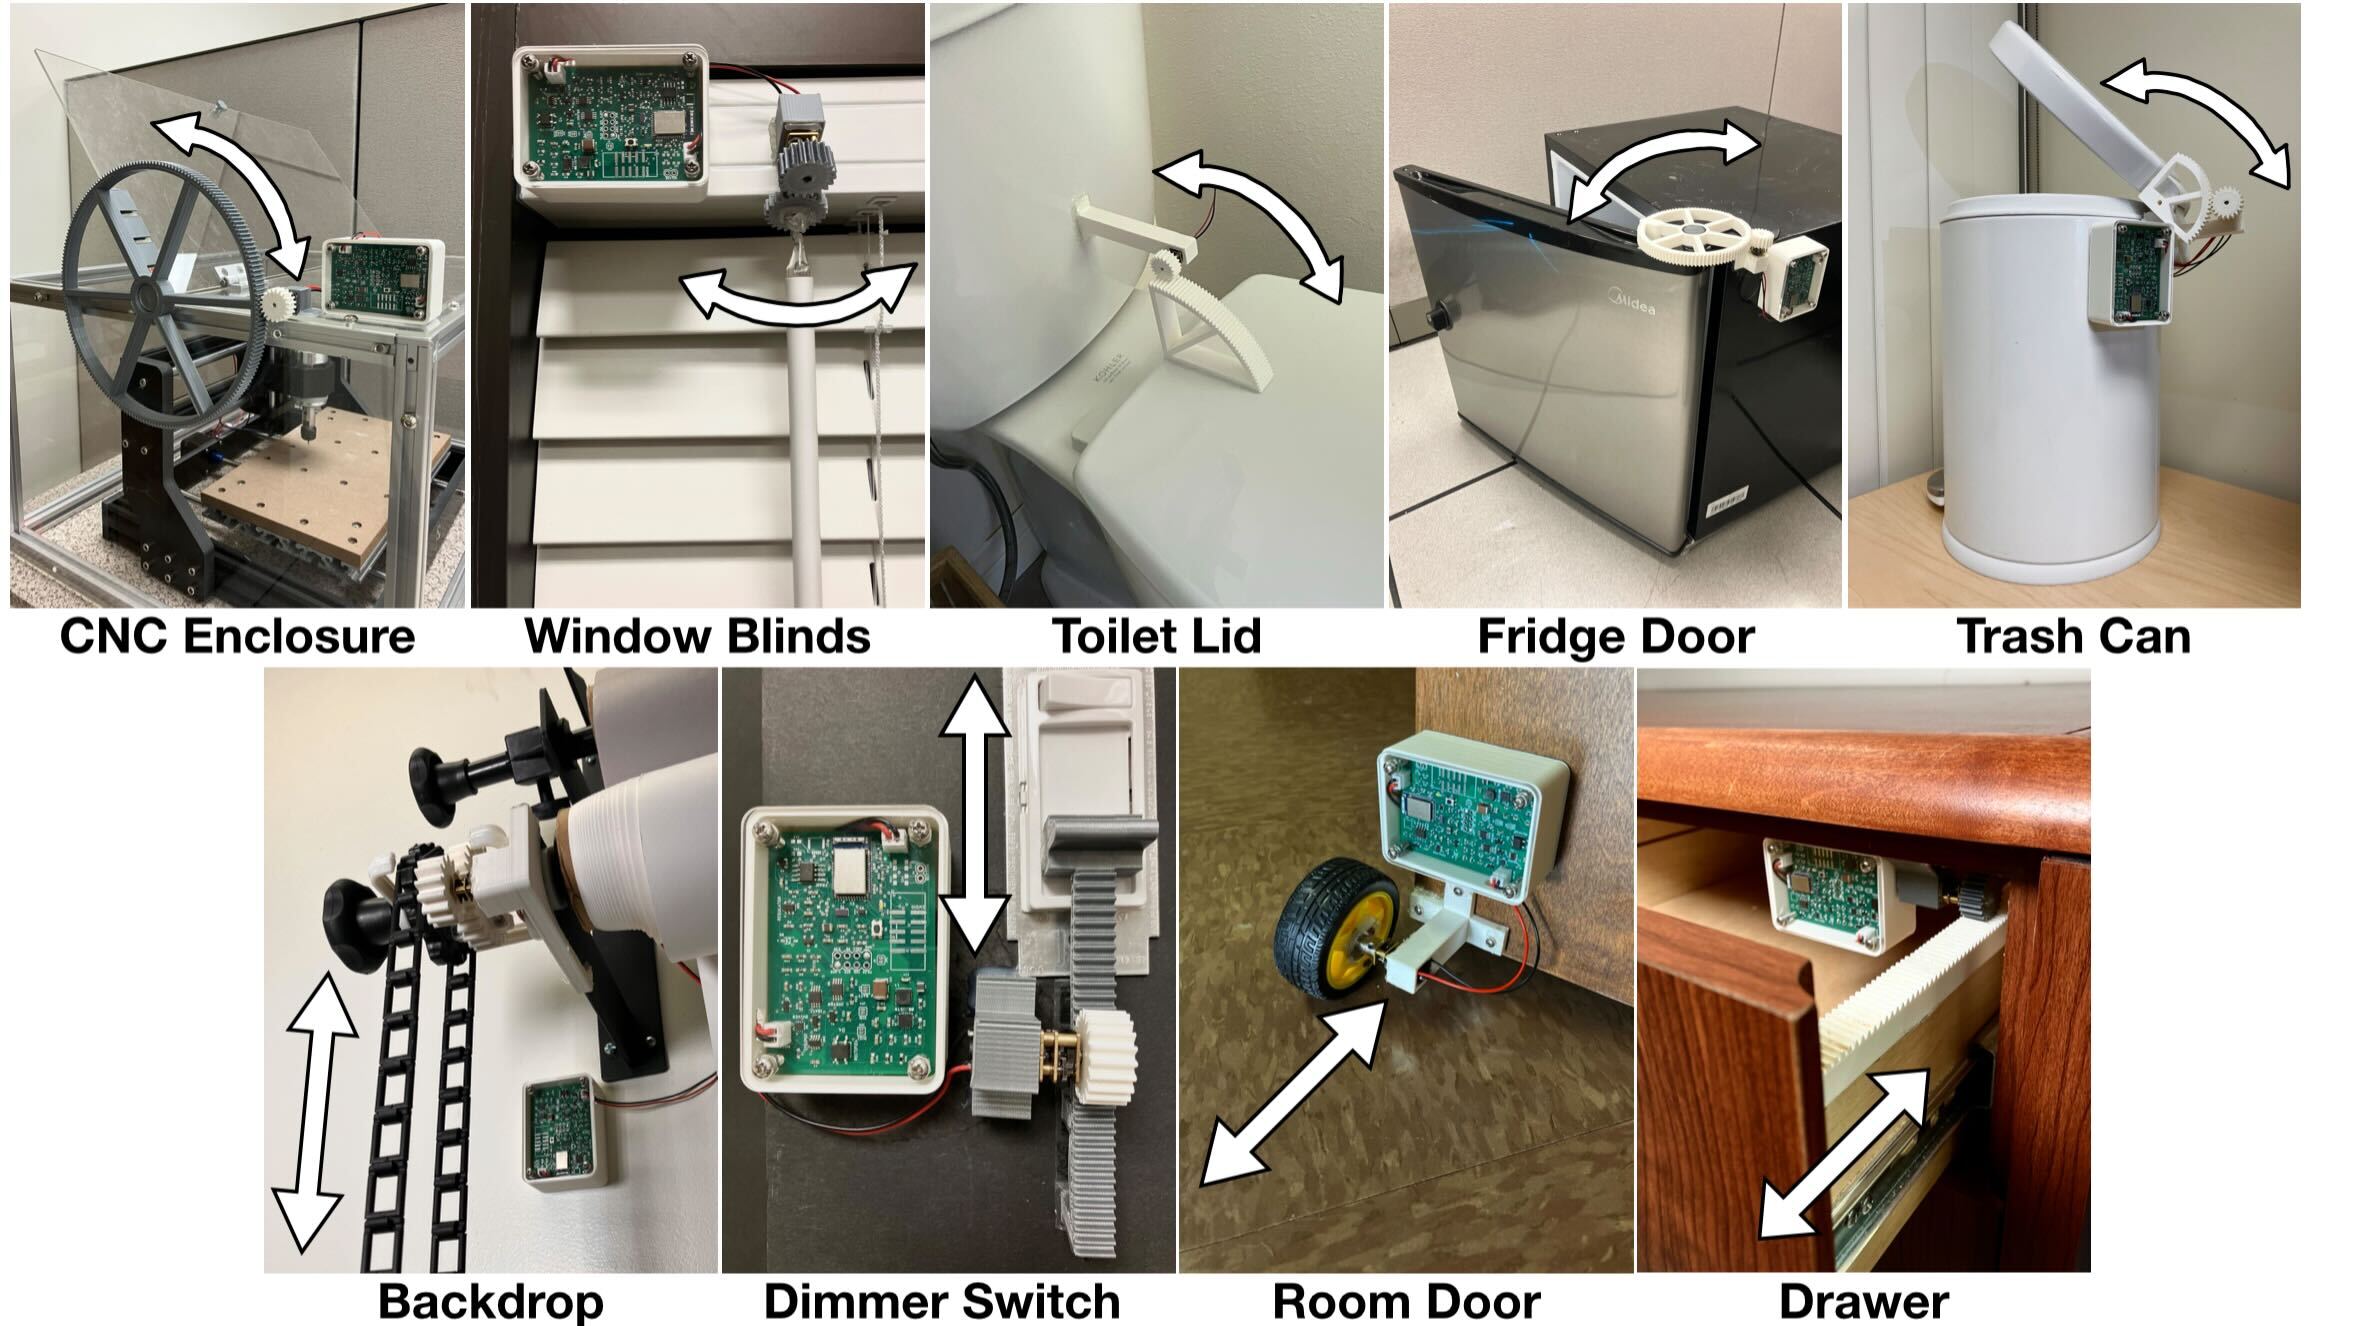 KOHLER
Midea
CNC Enclosure
Window Blinds
Toilet Lid
Fridge Door
Trash Can
Backdrop
Dimmer Switch
Room Door
Drawer